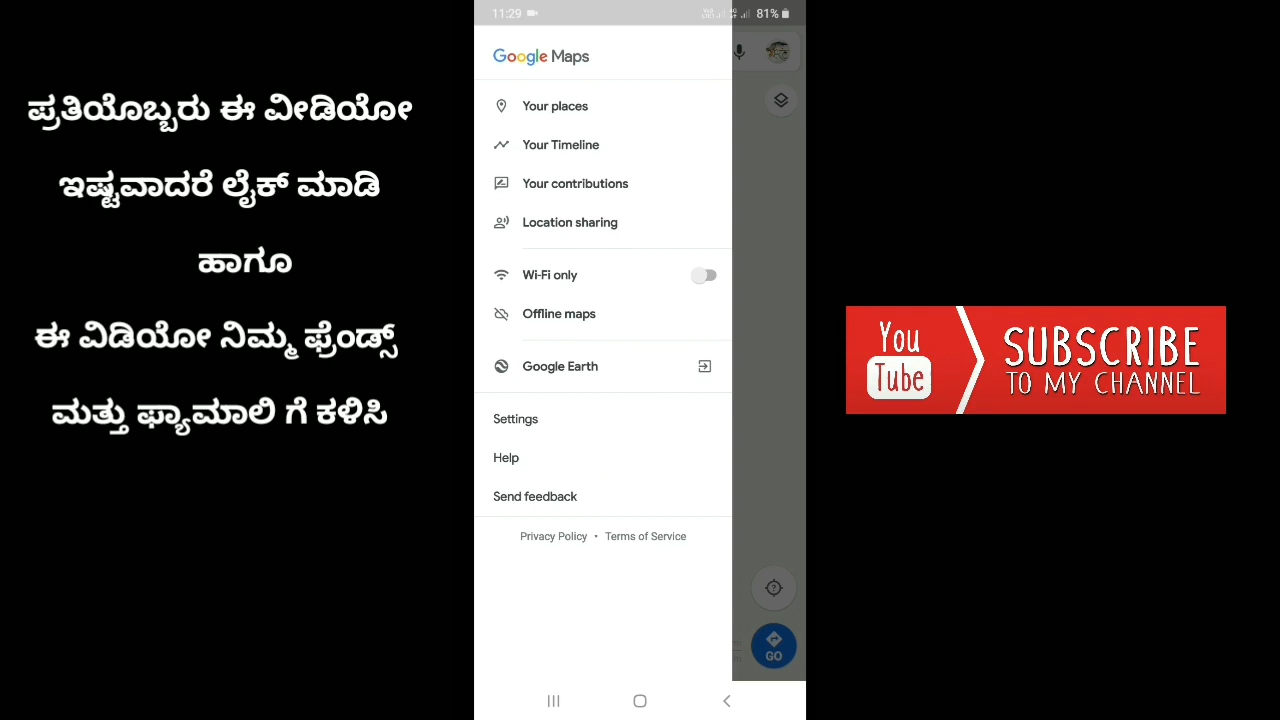 ಪ್ರತಿಯೊಬ್ಬರು ಈ ವೀಡಿಯೋ
ಇಷ್ಟವಾದರೆ ಲೈಕ್ ಮಾಡಿ
ಹಾಗೂ
ಈ ವಿಡಿಯೋ ನಿಮ್ಮ ಫ್ರೆಂಡ್ಸ್
ಮತ್ತು ಫ್ಯಾಮಾಲಿ ಗೆ ಕಳಿಸಿ
11:29
81%
Google Maps
Your places
Your Timeline
Your contributions
Location sharing
Wi-Fi only
Offline maps
Google Earth
Settings
Help
Send feedback
Privacy Policy • Terms of Service
GO
You Tube
SUBSCRIBE
TO MY CHANNEL